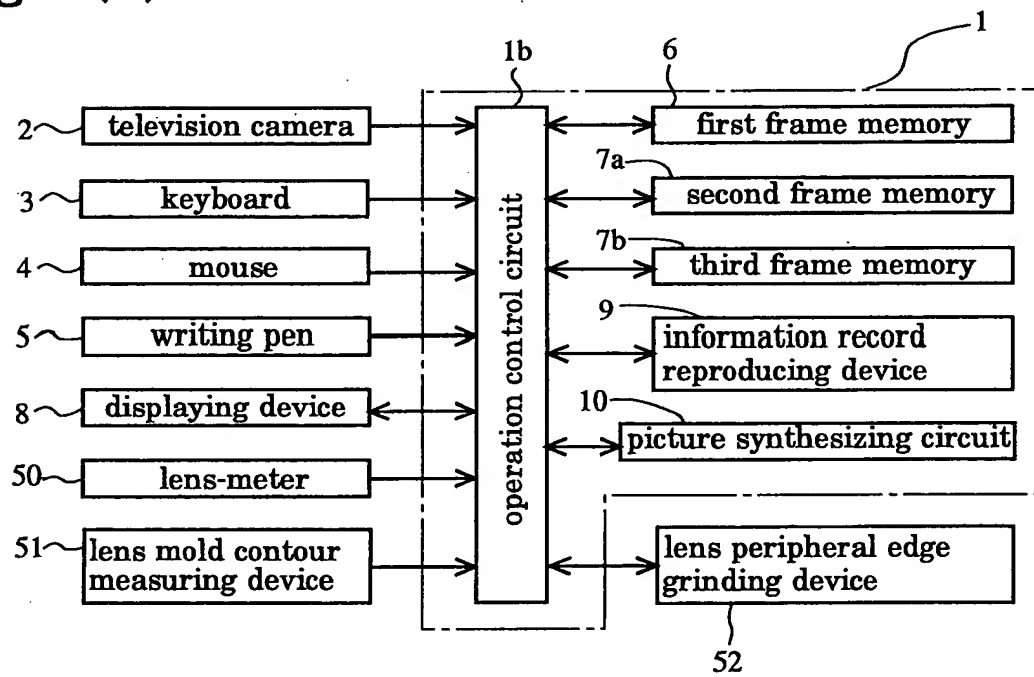 1
1b
6
2 television camera
first frame memory
7a
3 keyboard
second frame memory
7b
4 mouse
third frame memory
operation control circuit
9
5 writing pen
information record
reproducing device
8 displaying device
10
picture synthesizing circuit
50 lens-meter
51 lens mold contour
measuring device
lens peripheral edge
grinding device
52